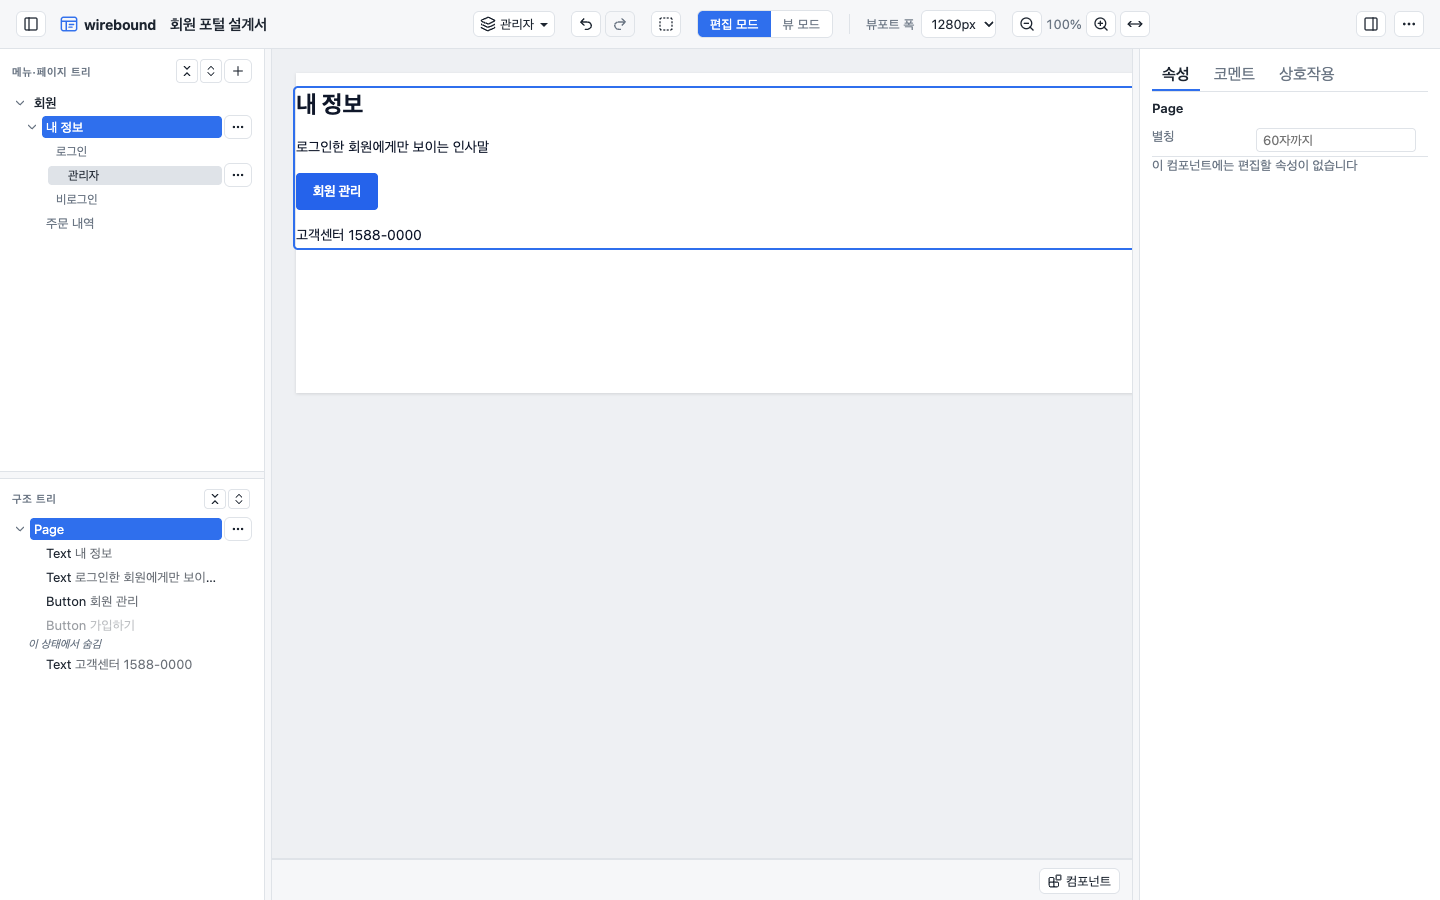 wirebound 회원 포털 설계서
관리자
편집 모드 뷰 모드
뷰포트 폭 1280px
100%
메뉴·페이지 트리
회원
내 정보
로그인
관리자
비로그인
주문 내역
구조 트리
Page
Text 내 정보
Text 로그인한 회원에게만 보이...
Button 회원 관리
Button 가입하기
이 상태에서 숨김
Text 고객센터 1588-0000
내 정보
로그인한 회원에게만 보이는 인사말
회원 관리
고객센터 1588-0000
컴포넌트
속성 코멘트 상호작용
Page
별칭 60자까지
이 컴포넌트에는 편집할 속성이 없습니다